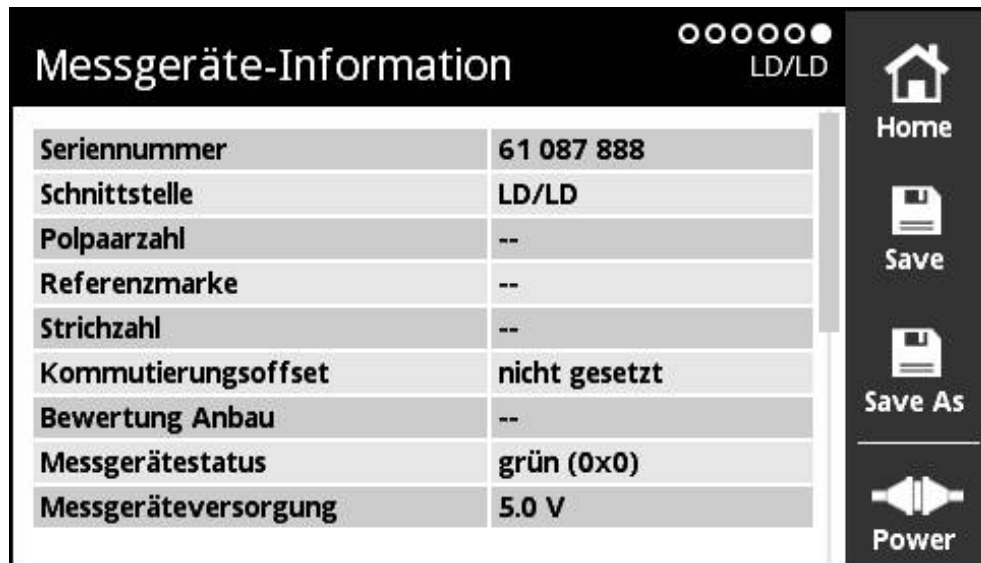 Messgeräte-Information
LD/LD
Seriennummer 61 087 888
Schnittstelle LD/LD
Polpaarzahl --
Referenzmarke --
Strichzahl --
Kommutierungsoffset nicht gesetzt
Bewertung Anbau --
Messgerätestatus grün (0x0)
Messgeräteversorgung 5.0 V
Home
Save
Save As
Power